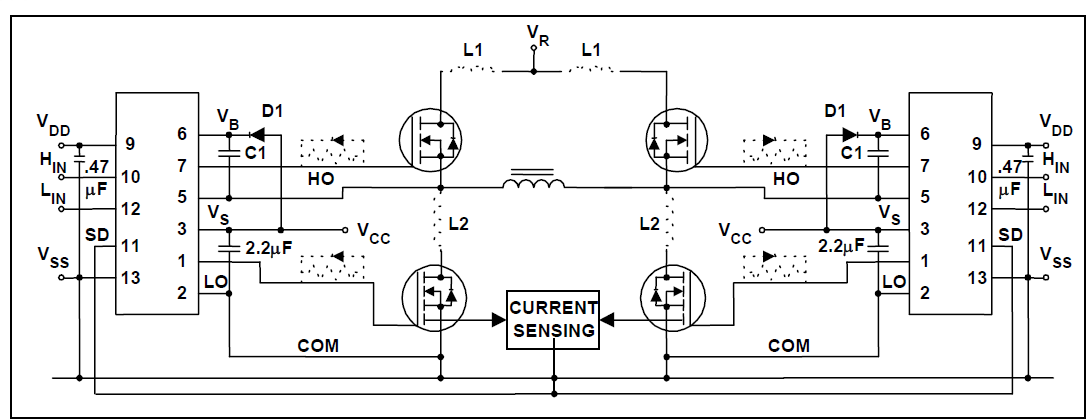 VR
L1
L1
VDD
HIN
.47
μF
LIN
SD
VSS
9
10
12
11
13
6
7
5
3
1
2
VB
D1
C1
HO
VS
VCC
2.2μF
LO
COM
L2
L2
CURRENT
SENSING
D1
VB
C1
HO
VS
VCC
2.2μF
LO
COM
6
7
5
3
1
2
9
10
12
11
13
VDD
HIN
.47
μF
LIN
SD
VSS